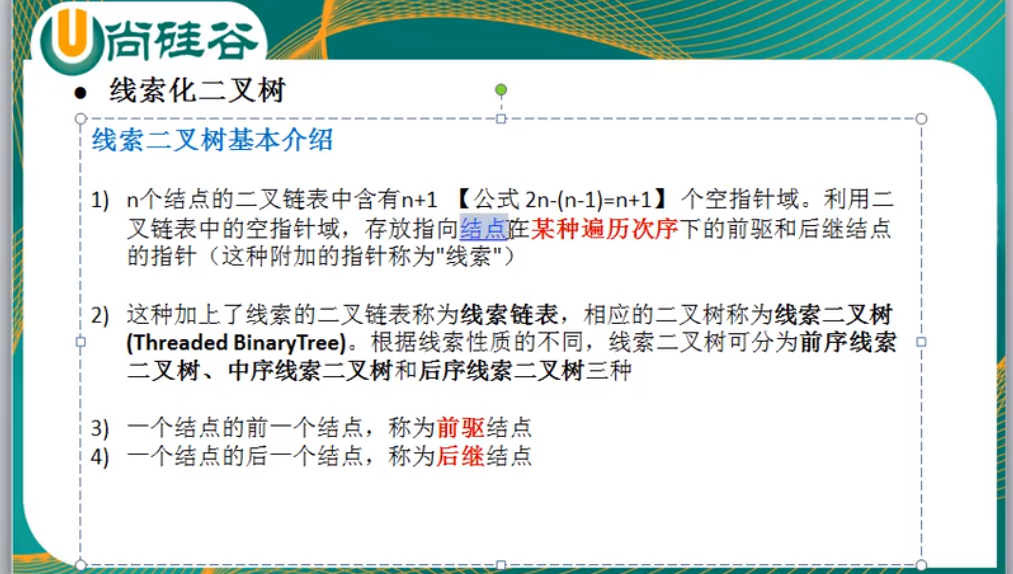 尚硅谷
● 线索化二叉树
线索二叉树基本介绍
1) n个结点的二叉链表中含有n+1 【公式 2n-(n-1)=n+1】 个空指针域。利用二
叉链表中的空指针域，存放指向结点在某种遍历次序下的前驱和后继结点
的指针（这种附加的指针称为"线索"）
2) 这种加上了线索的二叉链表称为线索链表，相应的二叉树称为线索二叉树
(Threaded BinaryTree)。根据线索性质的不同，线索二叉树可分为前序线索
二叉树、中序线索二叉树和后序线索二叉树三种
3) 一个结点的前一个结点，称为前驱结点
4) 一个结点的后一个结点，称为后继结点